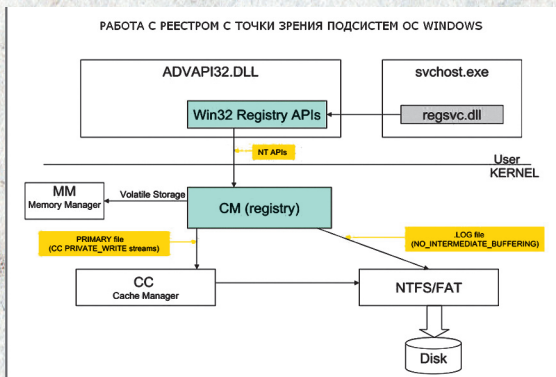 РАБОТА С РЕЕСТРОМ С ТОЧКИ ЗРЕНИЯ ПОДСИСТЕМ ОС WINDOWS
ADVAPI32.DLL
svchost.exe
Win32 Registry APIs
regsvc.dll
NT APIs
User
KERNEL
MM
Memory Manager
Volatile Storage
CM (registry)
PRIMARY file
(CC PRIVATE_WRITE streams)
.LOG file
(NO_INTERMEDIATE_BUFFERING)
CC
Cache Manager
NTFS/FAT
Disk